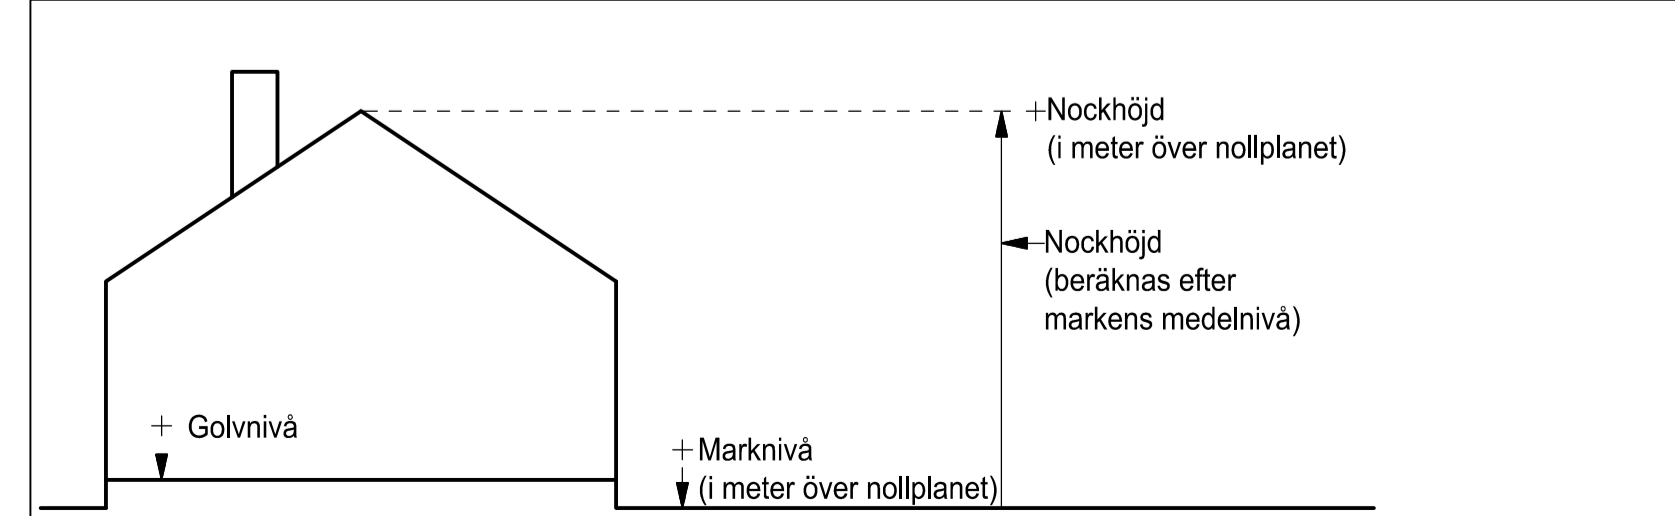 +Nockhöjd
(i meter över nollplanet)
Nockhöjd
(beräknas efter
markens medelnivå)
+ Golvnivå
+Marknivå
(i meter över nollplanet)